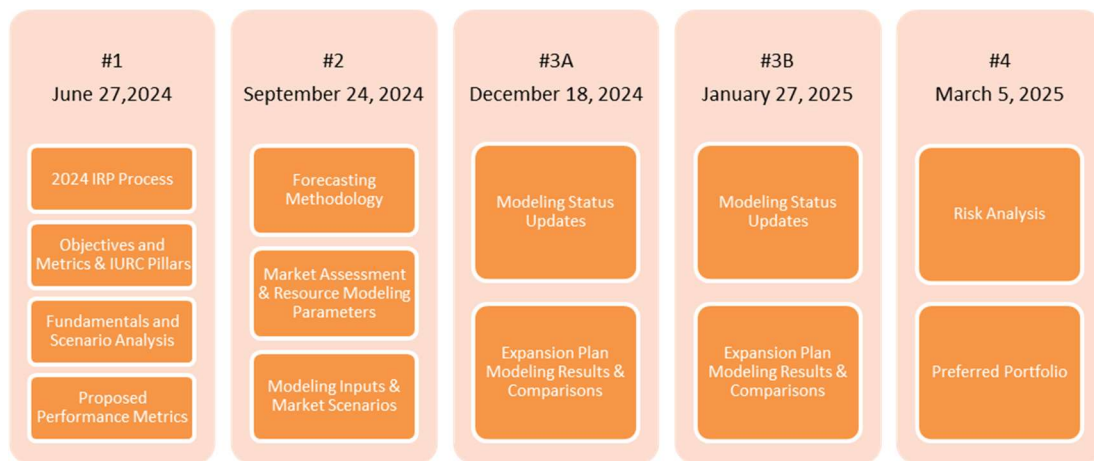 #1
June 27,2024
2024 IRP Process
Objectives and
Metrics & IURC Pillars
Fundamentals and
Scenario Analysis
Proposed
Performance Metrics
#2
September 24, 2024
Forecasting
Methodology
Market Assessment
& Resource Modeling
Parameters
Modeling Inputs &
Market Scenarios
#3A
December 18, 2024
Modeling Status
Updates
Expansion Plan
Modeling Results &
Comparisons
#3B
January 27, 2025
Modeling Status
Updates
Expansion Plan
Modeling Results &
Comparisons
#4
March 5, 2025
Risk Analysis
Preferred Portfolio